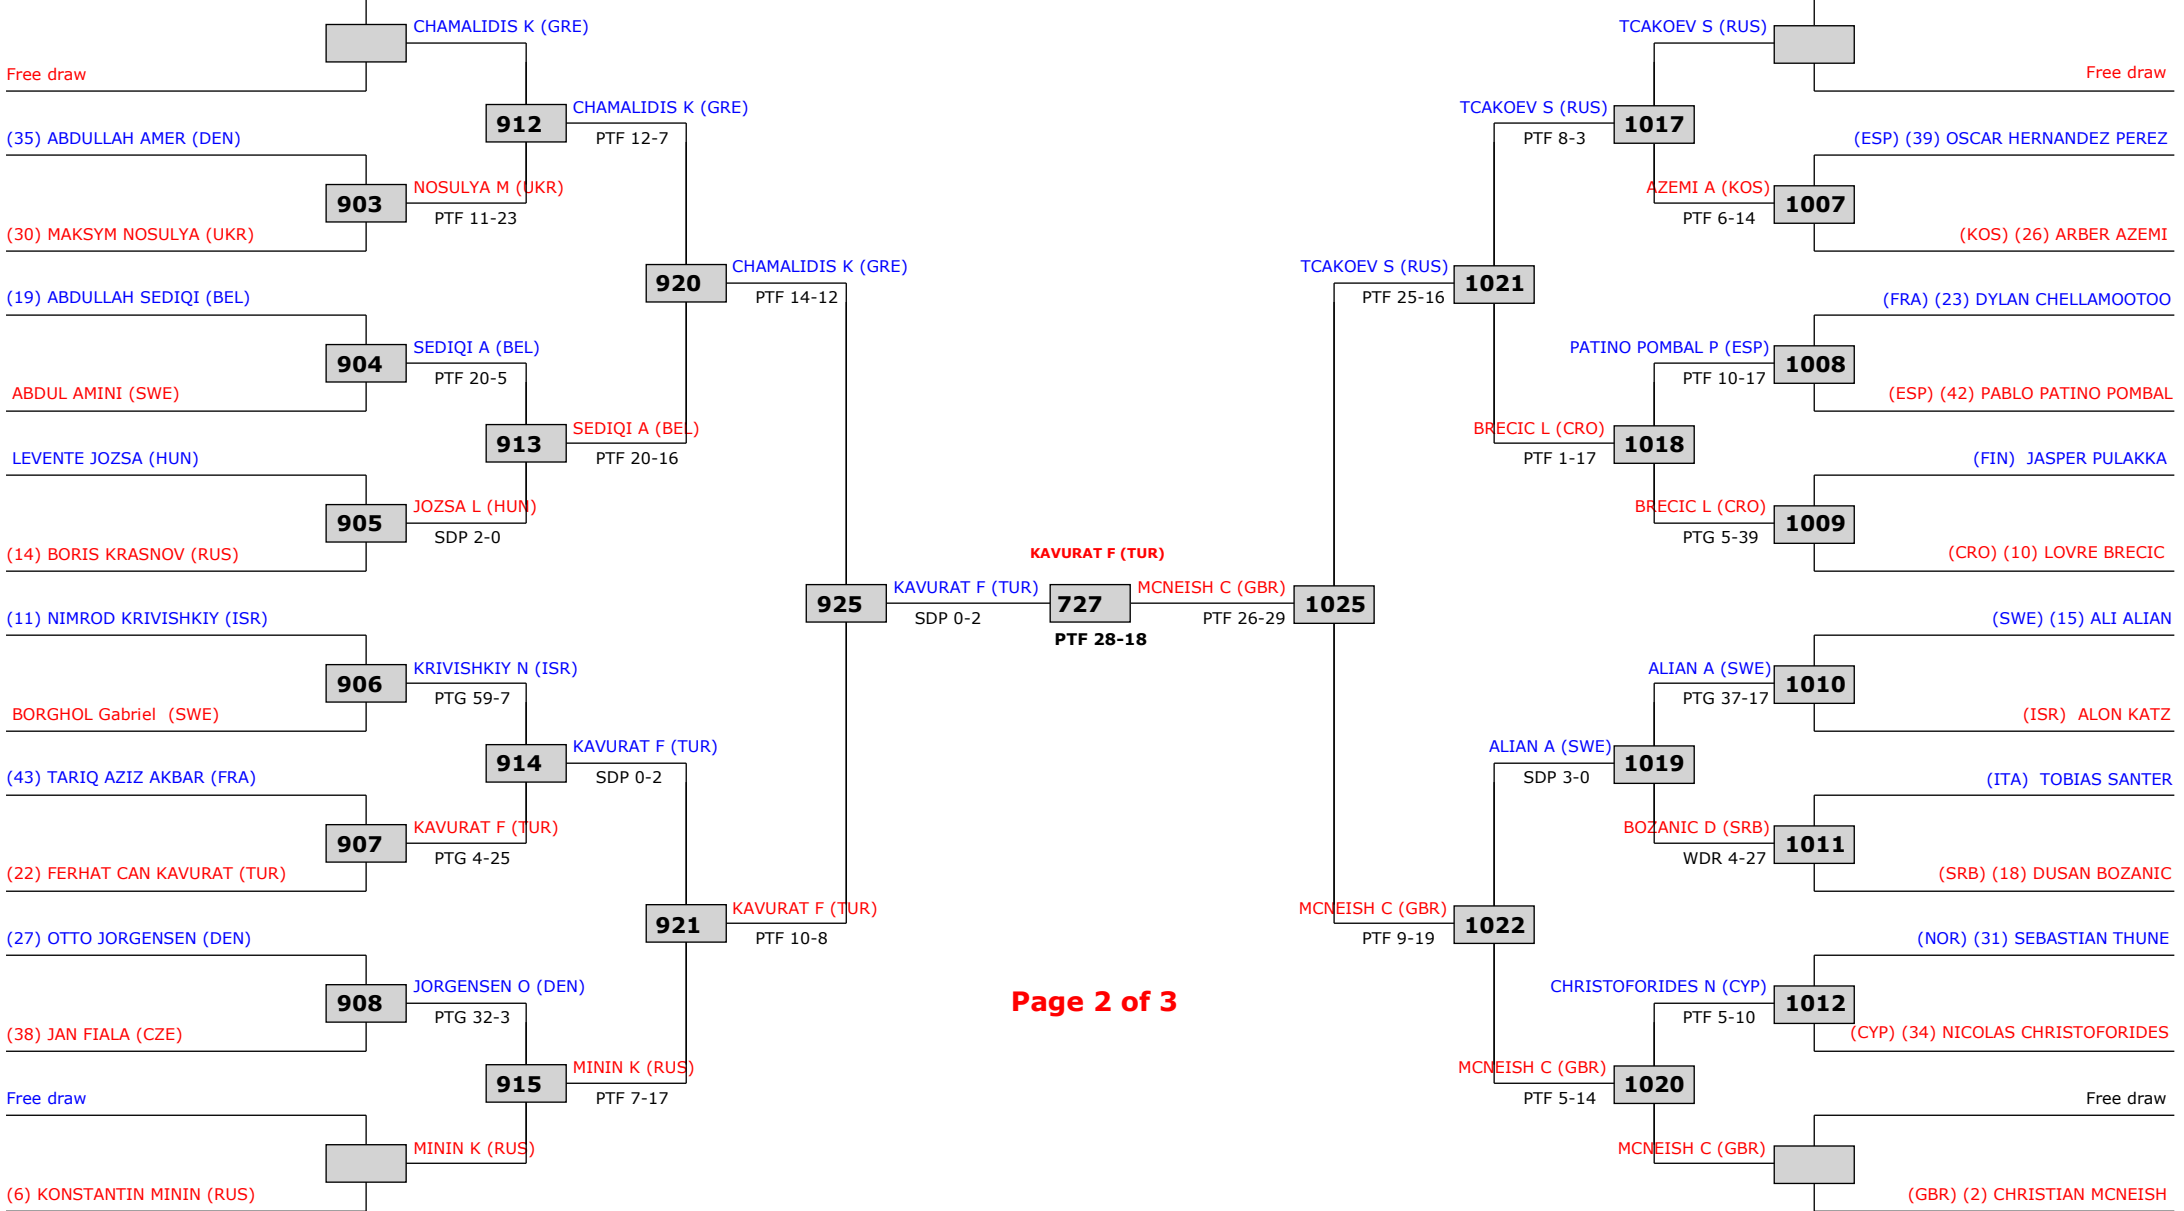 CHAMALIDIS K (GRE)
Free draw
912
CHAMALIDIS K (GRE)
PTF 12-7
(35) ABDULLAH AMER (DEN)
903
NOSULYA M (UKR)
PTF 11-23
(30) MAKSYM NOSULYA (UKR)
920
CHAMALIDIS K (GRE)
PTF 14-12
(19) ABDULLAH SEDIQI (BEL)
904
SEDIQI A (BEL)
PTF 20-5
ABDUL AMINI (SWE)
913
SEDIQI A (BEL)
PTF 20-16
LEVENTE JOZSA (HUN)
905
JOZSA L (HUN)
SDP 2-0
(14) BORIS KRASNOV (RUS)
925
KAVURAT F (TUR)
SDP 0-2
(11) NIMROD KRIVISHKIY (ISR)
906
KRIVISHKIY N (ISR)
PTG 59-7
BORGHOL Gabriel (SWE)
914
KAVURAT F (TUR)
SDP 0-2
(43) TARIQ AZIZ AKBAR (FRA)
907
KAVURAT F (TUR)
PTG 4-25
(22) FERHAT CAN KAVURAT (TUR)
921
KAVURAT F (TUR)
PTF 10-8
(27) OTTO JORGENSEN (DEN)
908
JORGENSEN O (DEN)
PTG 32-3
(38) JAN FIALA (CZE)
915
MININ K (RUS)
PTF 7-17
Free draw
MININ K (RUS)
(6) KONSTANTIN MININ (RUS)
KAVURAT F (TUR)
727
PTF 28-18
Page 2 of 3
TCAKOEV S (RUS)
Free draw
TCAKOEV S (RUS)
1017
PTF 8-3
(ESP) (39) OSCAR HERNANDEZ PEREZ
AZEMI A (KOS)
1007
PTF 6-14
(KOS) (26) ARBER AZEMI
TCAKOEV S (RUS)
1021
PTF 25-16
(FRA) (23) DYLAN CHELLAMOOTOO
PATINO POMBAL P (ESP)
1008
PTF 10-17
(ESP) (42) PABLO PATINO POMBAL
BRECIC L (CRO)
1018
PTF 1-17
(FIN) JASPER PULAKKA
BRECIC L (CRO)
1009
PTG 5-39
(CRO) (10) LOVRE BRECIC
MCNEISH C (GBR)
1025
PTF 26-29
(SWE) (15) ALI ALIAN
ALIAN A (SWE)
1010
PTG 37-17
(ISR) ALON KATZ
ALIAN A (SWE)
1019
SDP 3-0
(ITA) TOBIAS SANTER
BOZANIC D (SRB)
1011
WDR 4-27
(SRB) (18) DUSAN BOZANIC
MCNEISH C (GBR)
1022
PTF 9-19
(NOR) (31) SEBASTIAN THUNE
CHRISTOFORIDES N (CYP)
1012
PTF 5-10
(CYP) (34) NICOLAS CHRISTOFORIDES
MCNEISH C (GBR)
1020
PTF 5-14
Free draw
MCNEISH C (GBR)
(GBR) (2) CHRISTIAN MCNEISH